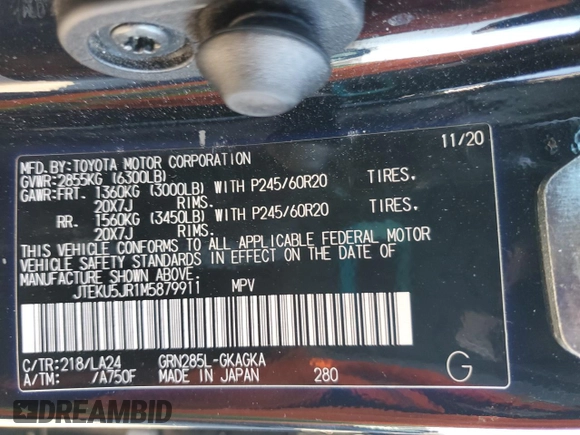 MFD.BY:TOYOTA MOTOR CORPORATION 11/20
GVWR:2855KG (6300LB)
GAWR:FRT. 1360KG (3000LB) WITH P245/60R20 TIRES.
20X7J RIMS.
RR. 1560KG (3450LB) WITH P245/60R20 TIRES.
20X7J RIMS.
THIS VEHICLE CONFORMS TO ALL APPLICABLE FEDERAL MOTOR
VEHICLE SAFETY STANDARDS IN EFFECT ON THE DATE OF
MANUFACTURE SHOWN ABOVE.
JTEKU5JR1M5879911 MPV
C/TR:218/LA24 GRN285L-GKAGKA
A/TM: /A750F MADE IN JAPAN 280 G
DREAMBID